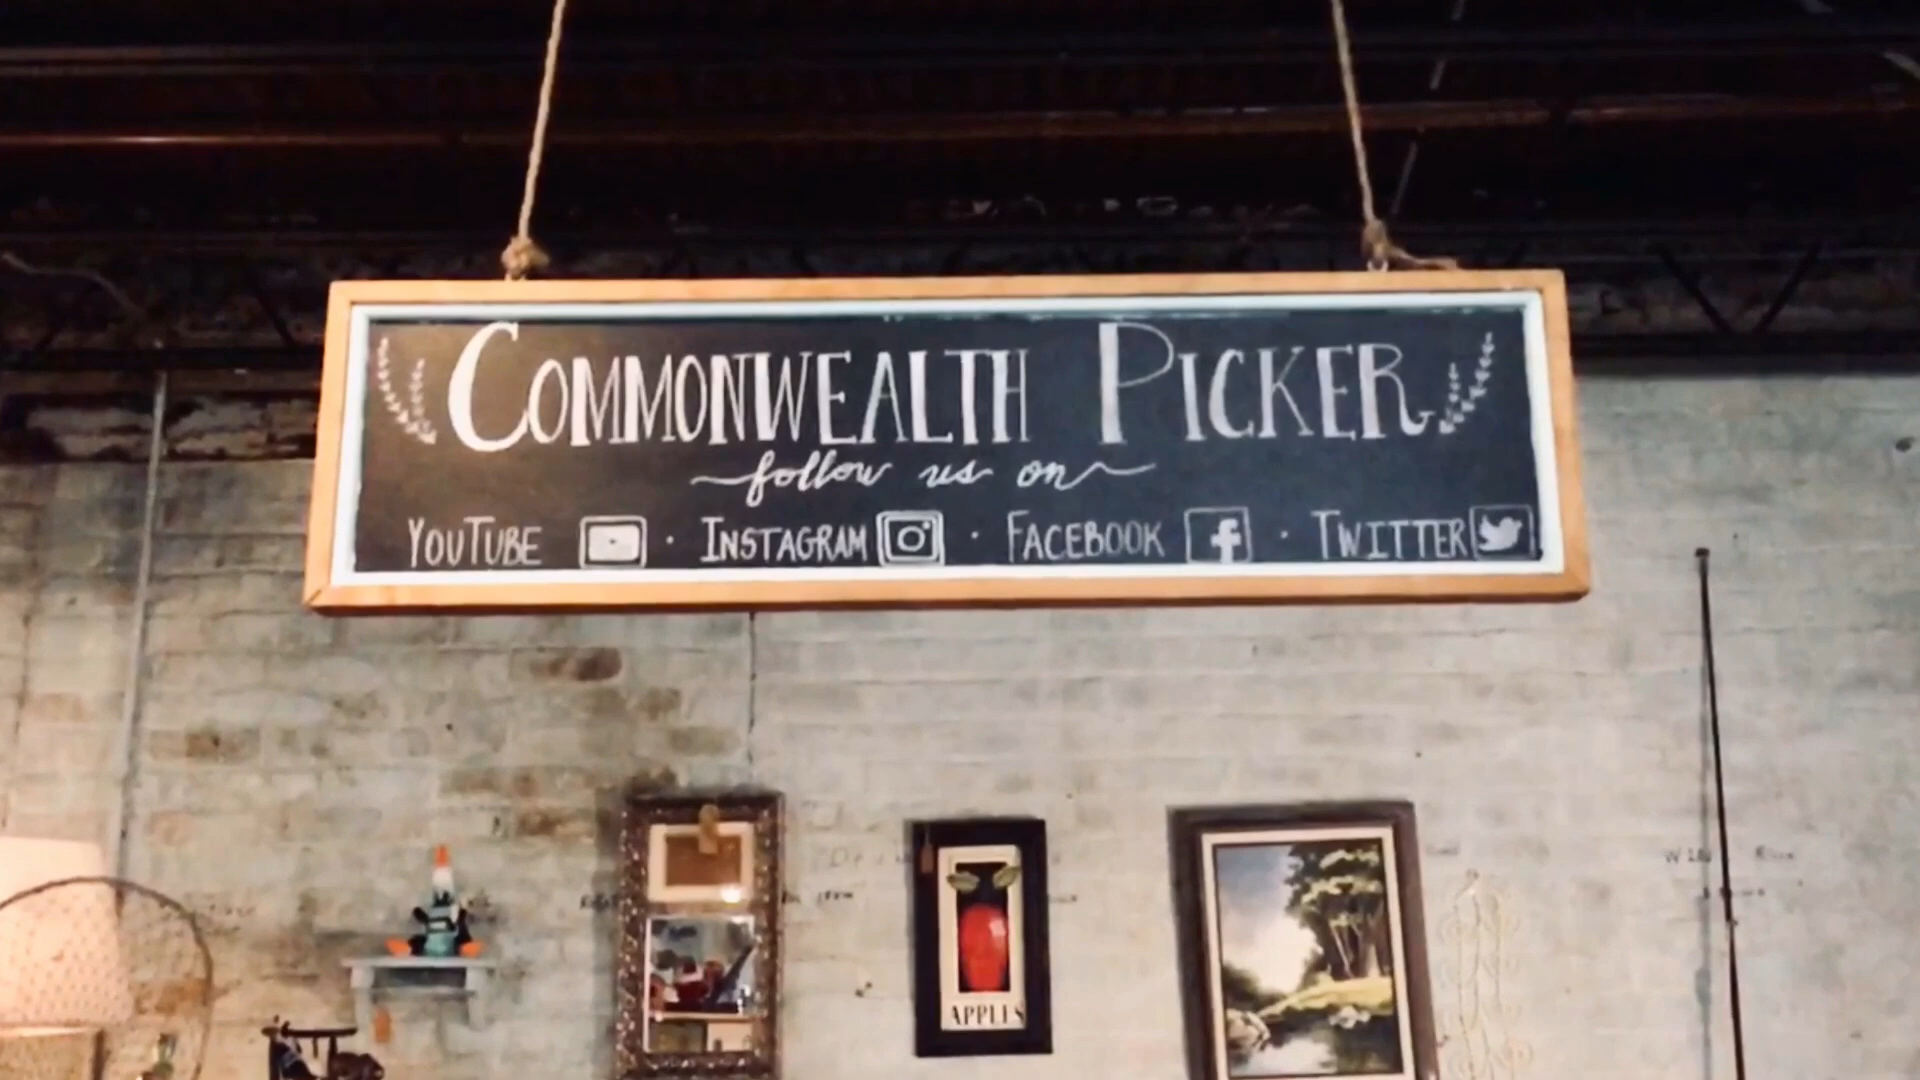 COMMONWEALTH PICKER
follow us on
YOUTUBE · INSTAGRAM · FACEBOOK · TWITTER
APPLES